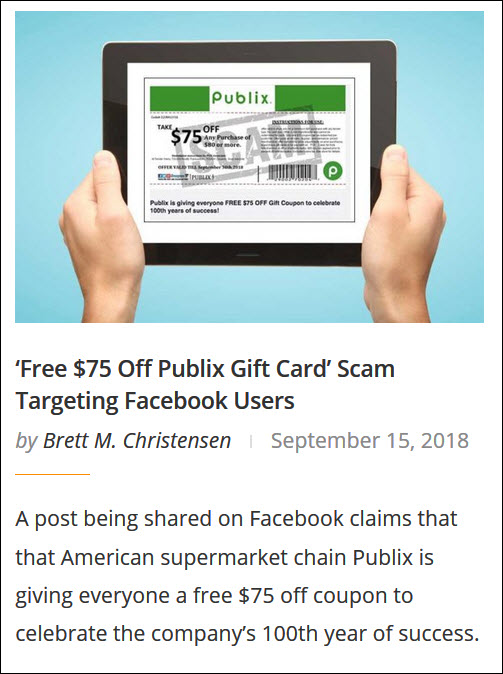 Publix.
TAKE
$75 OFF
Any Purchase of
$80 or more.
INSTRUCTIONS FOR USE:
SCAM
OFFER VALID TILL September 30th 2018
PUBLIX
P
Publix is giving everyone FREE $75 OFF Gift Coupon to celebrate
100th years of success!
‘Free $75 Off Publix Gift Card’ Scam
Targeting Facebook Users
by Brett M. Christensen | September 15, 2018
A post being shared on Facebook claims that
that American supermarket chain Publix is
giving everyone a free $75 off coupon to
celebrate the company’s 100th year of success.